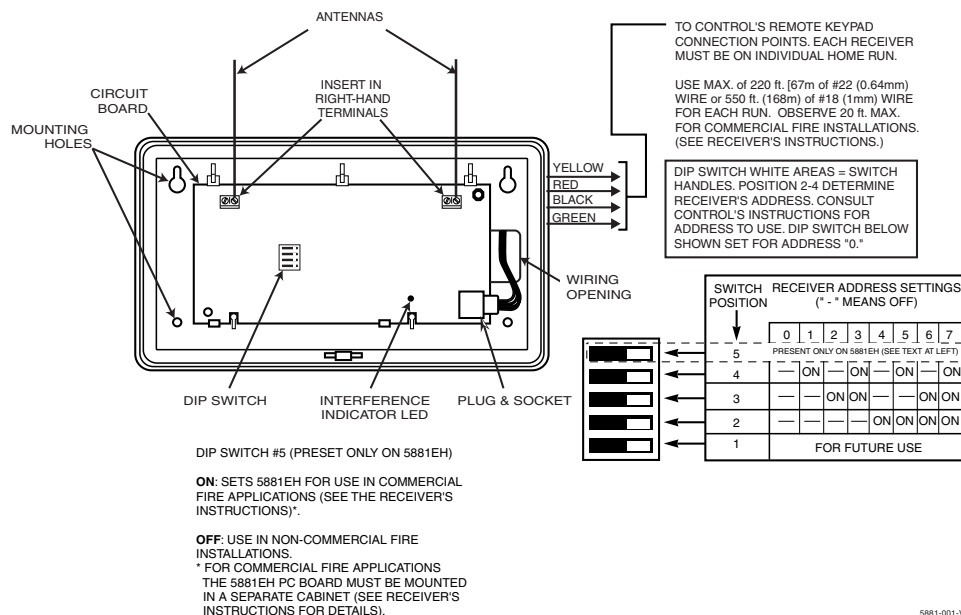 ANTENNAS
CIRCUIT
BOARD
INSERT IN
RIGHT-HAND
TERMINALS
MOUNTING
HOLES
YELLOW
RED
BLACK
GREEN
WIRING
OPENING
DIP SWITCH
INTERFERENCE
INDICATOR LED
PLUG & SOCKET
TO CONTROL'S REMOTE KEYPAD
CONNECTION POINTS. EACH RECEIVER
MUST BE ON INDIVIDUAL HOME RUN.
USE MAX. of 220 ft. [67m of #22 (0.64mm)
WIRE or 550 ft. (168m) of #18 (1mm) WIRE
FOR EACH RUN. OBSERVE 20 ft. MAX.
FOR COMMERCIAL FIRE INSTALLATIONS.
(SEE RECEIVER'S INSTRUCTIONS.)
DIP SWITCH WHITE AREAS = SWITCH
HANDLES. POSITION 2-4 DETERMINE
RECEIVER'S ADDRESS. CONSULT
CONTROL'S INSTRUCTIONS FOR
ADDRESS TO USE. DIP SWITCH BELOW
SHOWN SET FOR ADDRESS "0."
SWITCH
POSITION
RECEIVER ADDRESS SETTINGS
(" - " MEANS OFF)
0 1 2 3 4 5 6 7
5 PRESENT ONLY ON 5881EH (SEE TEXT AT LEFT)
4 — ON — ON — ON — ON
3 — — ON ON — — ON ON
2 — — — — ON ON ON ON
1 FOR FUTURE USE
DIP SWITCH #5 (PRESET ONLY ON 5881EH)
ON: SETS 5881EH FOR USE IN COMMERCIAL
FIRE APPLICATIONS (SEE THE RECEIVER'S
INSTRUCTIONS)*.
OFF: USE IN NON-COMMERCIAL FIRE
INSTALLATIONS.
* FOR COMMERCIAL FIRE APPLICATIONS
THE 5881EH PC BOARD MUST BE MOUNTED
IN A SEPARATE CABINET (SEE RECEIVER'S
INSTRUCTIONS FOR DETAILS).